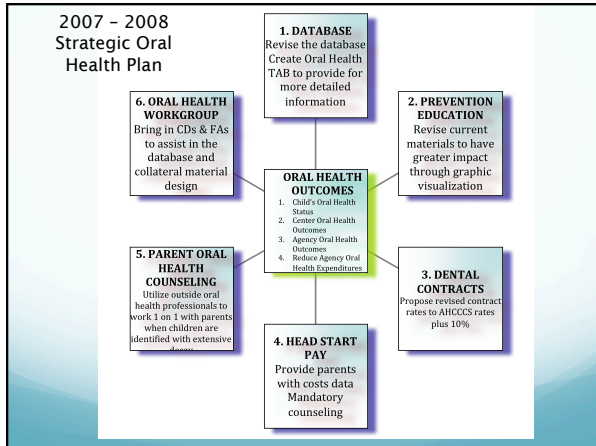 2007 – 2008
Strategic Oral
Health Plan
1. DATABASE
Revise the database
Create Oral Health
TAB to provide for
more detailed
information
2. PREVENTION
EDUCATION
Revise current
materials to have
greater impact
through graphic
visualization
3. DENTAL
CONTRACTS
Propose revised contract
rates to AHCCCS rates
plus 10%
4. HEAD START
PAY
Provide parents
with costs data
Mandatory
counseling
5. PARENT ORAL
HEALTH
COUNSELING
Utilize outside oral
health professionals to
work 1 on 1 with parents
when children are
identified with extensive
6. ORAL HEALTH
WORKGROUP
Bring in CDs & FAs
to assist in the
database and
collateral material
design
ORAL HEALTH
OUTCOMES
1. Child's Oral Health
Status
2. Center Oral Health
Outcomes
3. Agency Oral Health
Outcomes
4. Reduce Agency Oral
Health Expenditures